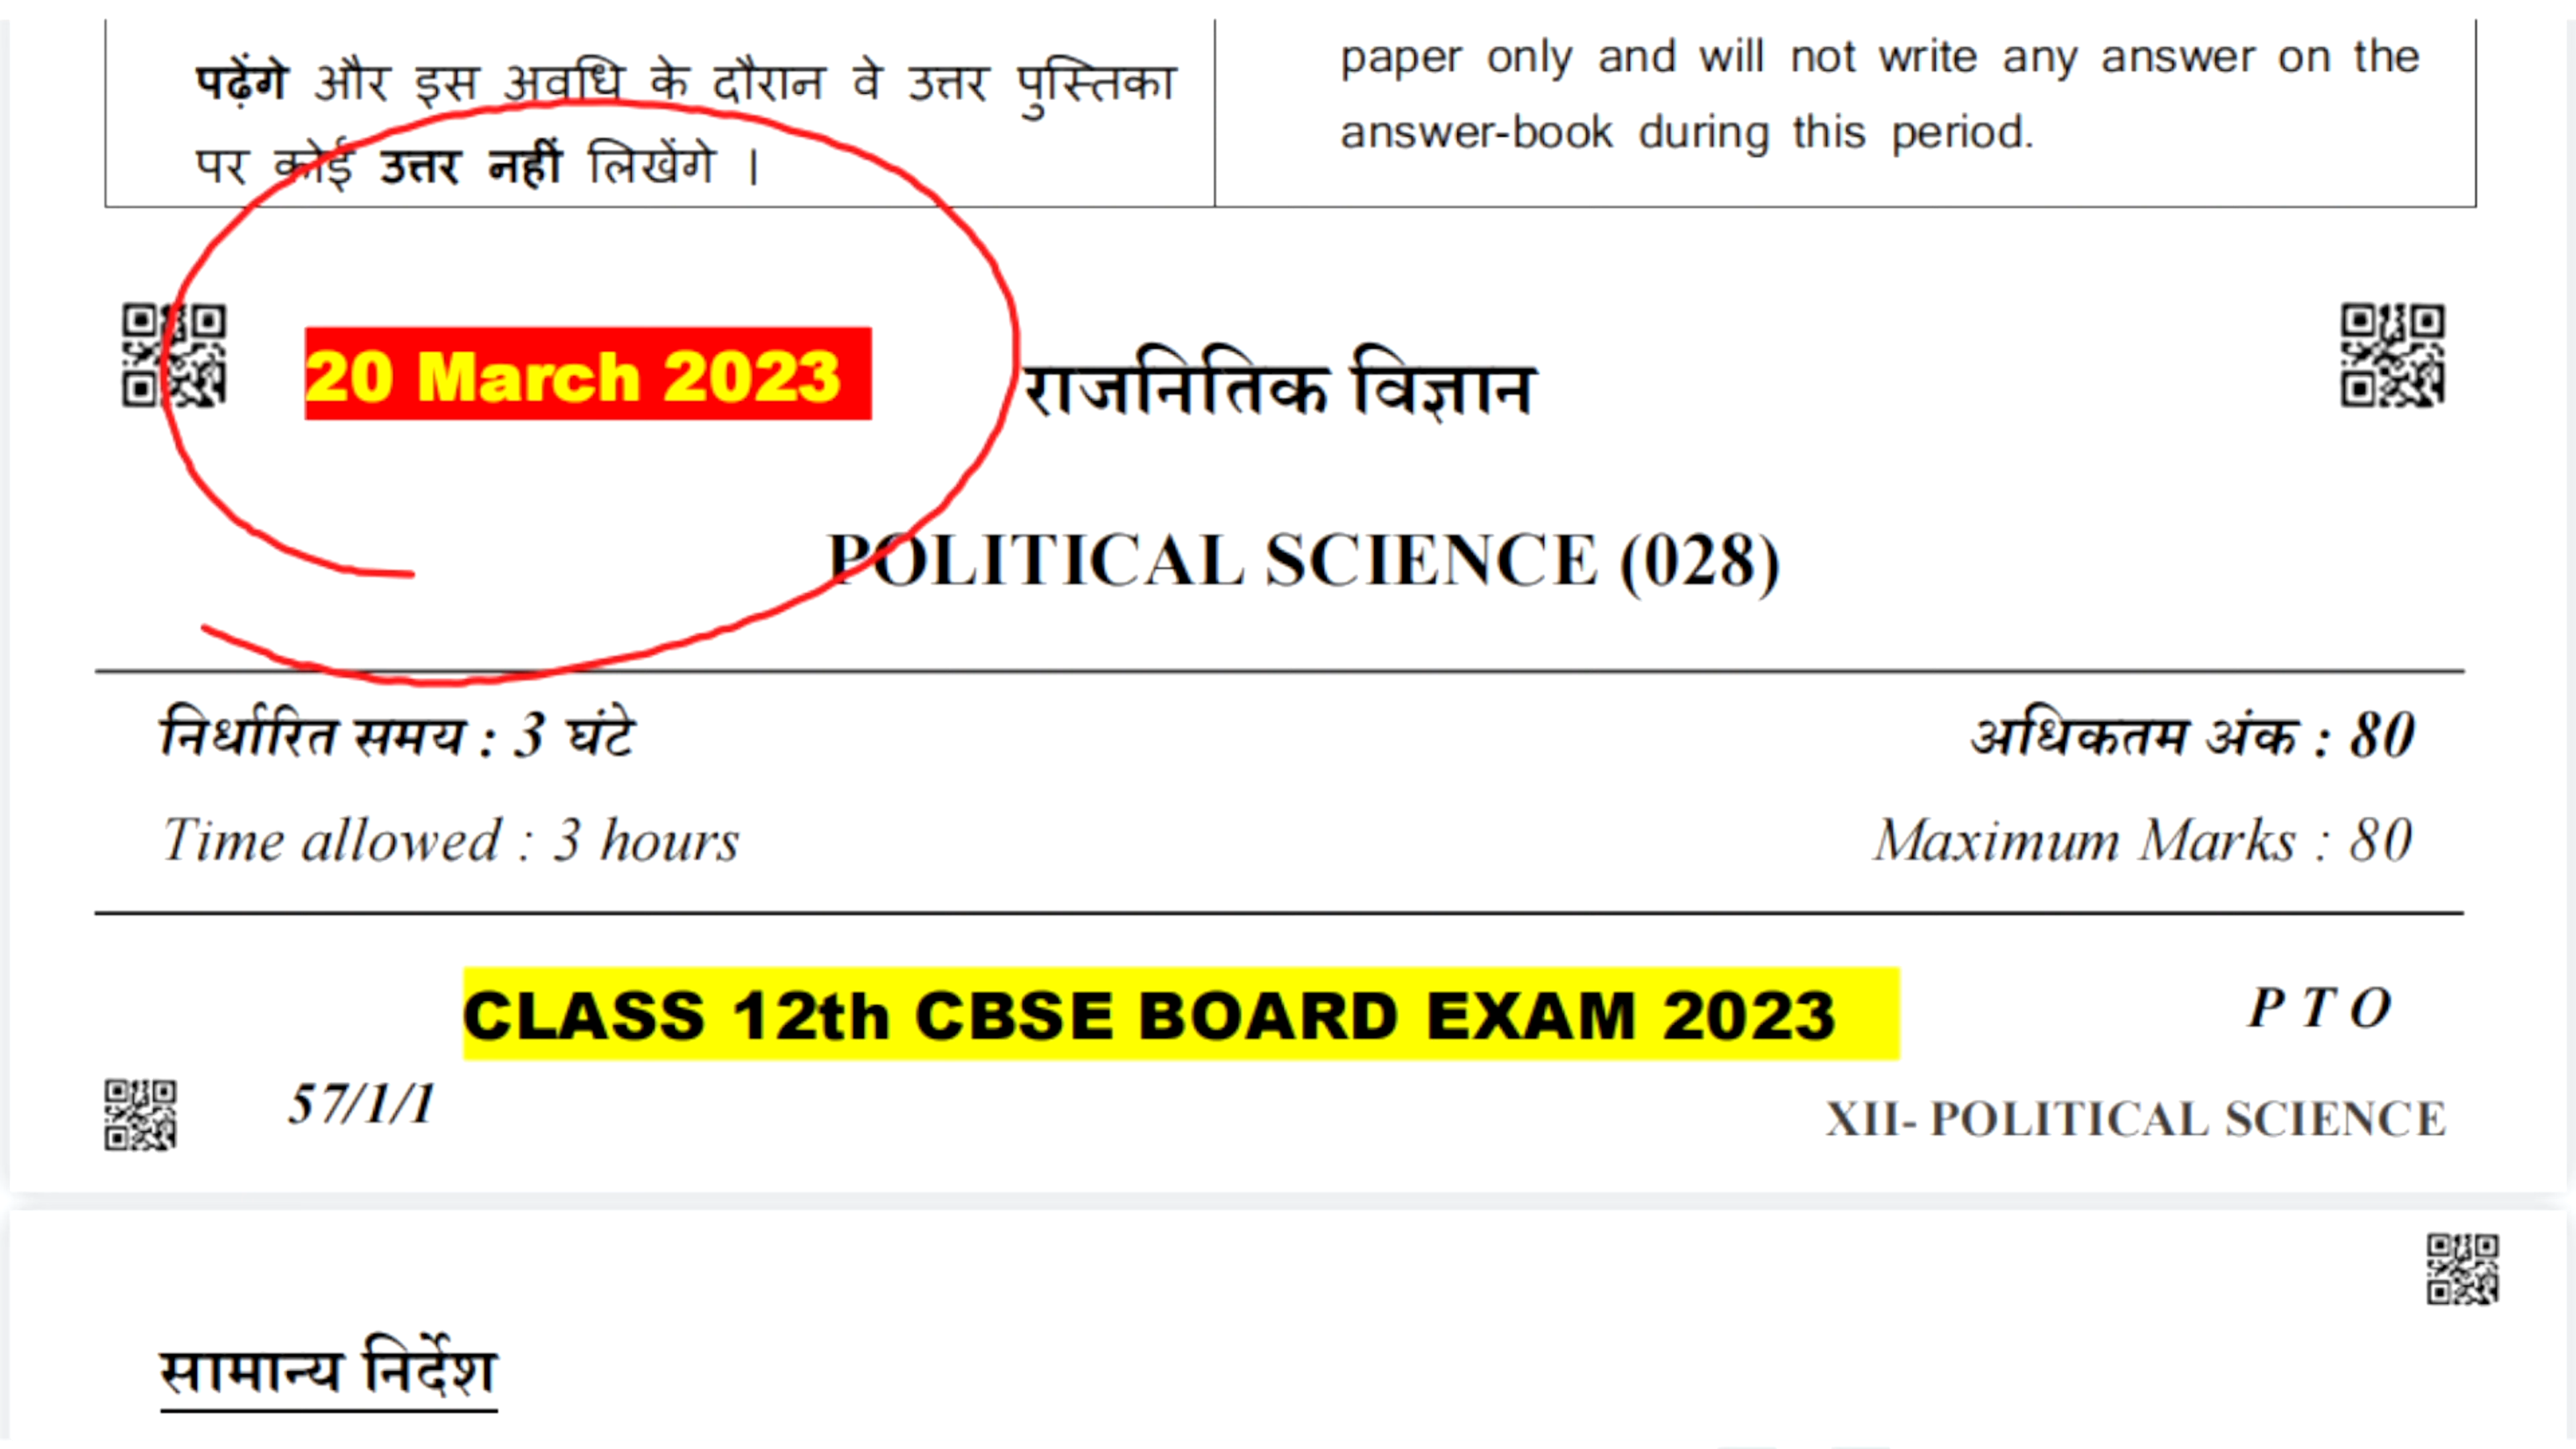 पढ़ेंगे और इस अवधि के दौरान वे उत्तर पुस्तिका
पर कोई उत्तर नहीं लिखेंगे ।
paper only and will not write any answer on the
answer-book during this period.
20 March 2023
राजनितिक विज्ञान
POLITICAL SCIENCE (028)
निर्धारित समय : 3 घंटे
अधिकतम अंक : 80
Time allowed : 3 hours
Maximum Marks : 80
CLASS 12th CBSE BOARD EXAM 2023
P T O
57/1/1
XII- POLITICAL SCIENCE
सामान्य निर्देश